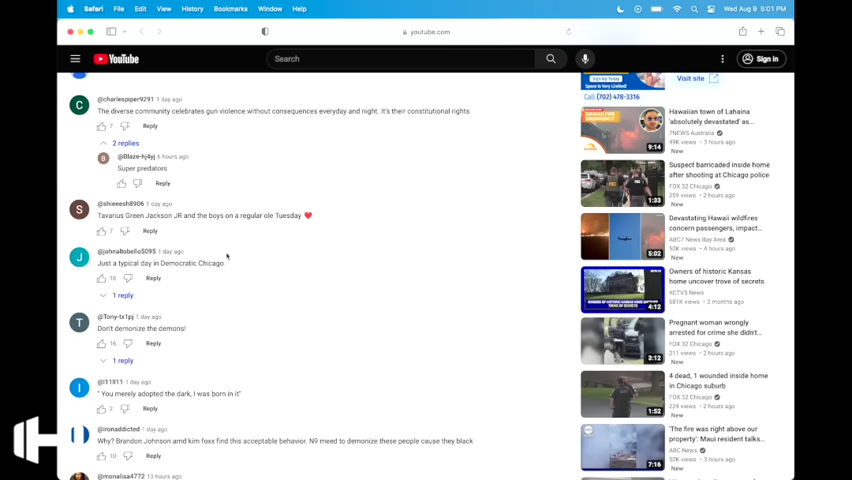 Safari File Edit View History Bookmarks Window Help Wed Aug 9 5:01 PM
youtube.com
YouTube Search Sign in
Visit site
Call (702) 478-3316
@charlespiper9291 1 day ago
The diverse community celebrates gun violence without consequences everyday and night. It's their constitutional rights
7 Reply
2 replies
@Blaze-hj4yj 6 hours ago
Super predators
Reply
@shieeesh8906 1 day ago
Tavarius Green Jackson JR and the boys on a regular ole Tuesday ❤️
7 Reply
@johnaltobello5095 1 day ago
Just a typical day in Democratic Chicago
18 Reply
1 reply
@Tony-tx1pj 1 day ago
Don't demonize the demons!
16 Reply
1 reply
@l11811 1 day ago
" You merely adopted the dark, I was born in it"
2 Reply
@ironaddicted 1 day ago
Why? Brandon Johnson amd kim foxx find this acceptable behavior. N9 meed to demonize these people cause they black
10 Reply
@monalisa4772 13 hours ago
Hawaiian town of Lahaina
'absolutely devastated' as...
7NEWS Australia
49K views • 3 hours ago
New
9:14
Suspect barricaded inside home
after shooting at Chicago police
FOX 32 Chicago
259 views • 2 hours ago
New
1:33
Devastating Hawaii wildfires
concern passengers, impact...
ABC7 News Bay Area
50K views • 4 hours ago
New
5:02
Owners of historic Kansas
home uncover trove of secrets
KCTV5 News
681K views • 2 months ago
4:12
Pregnant woman wrongly
arrested for crime she didn't...
FOX 32 Chicago
211 views • 2 hours ago
New
3:12
4 dead, 1 wounded inside home
in Chicago suburb
FOX 32 Chicago
224 views • 2 hours ago
New
1:52
'The fire was right above our
property': Maui resident talks...
ABC News
50K views • 3 hours ago
New
7:16